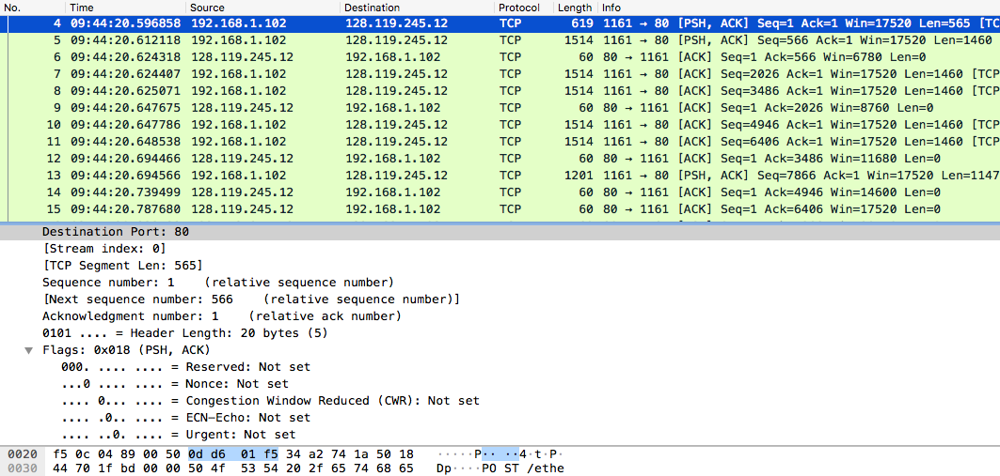 No. Time Source Destination Protocol Length Info
4 09:44:20.596858 192.168.1.102 128.119.245.12 TCP 619 1161 → 80 [PSH, ACK] Seq=1 Ack=1 Win=17520 Len=565 [TC
5 09:44:20.612118 192.168.1.102 128.119.245.12 TCP 1514 1161 → 80 [PSH, ACK] Seq=566 Ack=1 Win=17520 Len=1460
6 09:44:20.624318 128.119.245.12 192.168.1.102 TCP 60 80 → 1161 [ACK] Seq=1 Ack=566 Win=6780 Len=0
7 09:44:20.624407 192.168.1.102 128.119.245.12 TCP 1514 1161 → 80 [ACK] Seq=2026 Ack=1 Win=17520 Len=1460 [TCP
8 09:44:20.625071 192.168.1.102 128.119.245.12 TCP 1514 1161 → 80 [ACK] Seq=3486 Ack=1 Win=17520 Len=1460 [TCP
9 09:44:20.647675 128.119.245.12 192.168.1.102 TCP 60 80 → 1161 [ACK] Seq=1 Ack=2026 Win=8760 Len=0
10 09:44:20.647786 192.168.1.102 128.119.245.12 TCP 1514 1161 → 80 [ACK] Seq=4946 Ack=1 Win=17520 Len=1460 [TCP
11 09:44:20.648538 192.168.1.102 128.119.245.12 TCP 1514 1161 → 80 [ACK] Seq=6406 Ack=1 Win=17520 Len=1460 [TCP
12 09:44:20.694466 128.119.245.12 192.168.1.102 TCP 60 80 → 1161 [ACK] Seq=1 Ack=3486 Win=11680 Len=0
13 09:44:20.694566 192.168.1.102 128.119.245.12 TCP 1201 1161 → 80 [PSH, ACK] Seq=7866 Ack=1 Win=17520 Len=1147
14 09:44:20.739499 128.119.245.12 192.168.1.102 TCP 60 80 → 1161 [ACK] Seq=1 Ack=4946 Win=14600 Len=0
15 09:44:20.787680 128.119.245.12 192.168.1.102 TCP 60 80 → 1161 [ACK] Seq=1 Ack=6406 Win=17520 Len=0
Destination Port: 80
[Stream index: 0]
[TCP Segment Len: 565]
Sequence number: 1 (relative sequence number)
[Next sequence number: 566 (relative sequence number)]
Acknowledgment number: 1 (relative ack number)
0101 .... = Header Length: 20 bytes (5)
Flags: 0x018 (PSH, ACK)
000. .... .... = Reserved: Not set
...0 .... .... = Nonce: Not set
.... 0... .... = Congestion Window Reduced (CWR): Not set
.... .0.. .... = ECN-Echo: Not set
.... ..0. .... = Urgent: Not set
0020 f5 0c 04 89 00 50 0d d6 01 f5 34 a2 74 1a 50 18 ·····P·· ··4·t·P·
0030 44 70 1f bd 00 00 50 4f 53 54 20 2f 65 74 68 65 Dp····PO ST /ethe